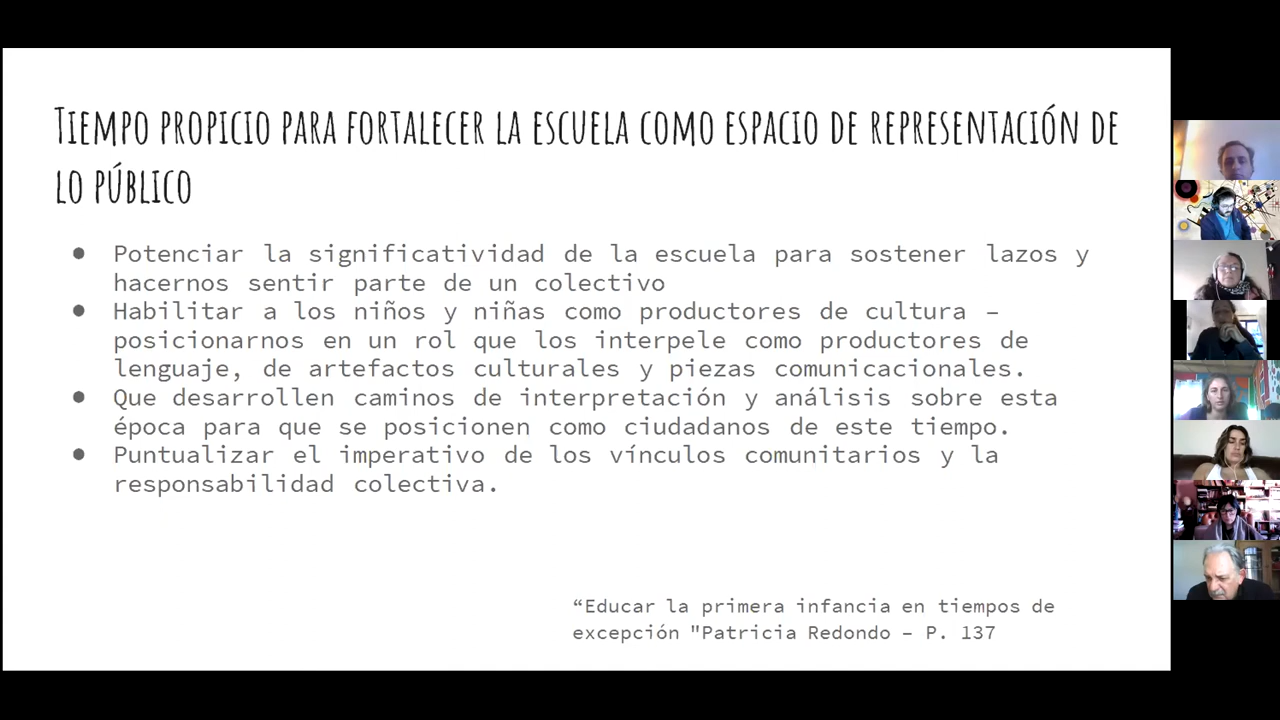 Tiempo propicio para fortalecer la escuela como espacio de representación de
lo público
● Potenciar la significatividad de la escuela para sostener lazos y
hacernos sentir parte de un colectivo
● Habilitar a los niños y niñas como productores de cultura –
posicionarnos en un rol que los interpele como productores de
lenguaje, de artefactos culturales y piezas comunicacionales.
● Que desarrollen caminos de interpretación y análisis sobre esta
época para que se posicionen como ciudadanos de este tiempo.
● Puntualizar el imperativo de los vínculos comunitarios y la
responsabilidad colectiva.
“Educar la primera infancia en tiempos de
excepción "Patricia Redondo – P. 137